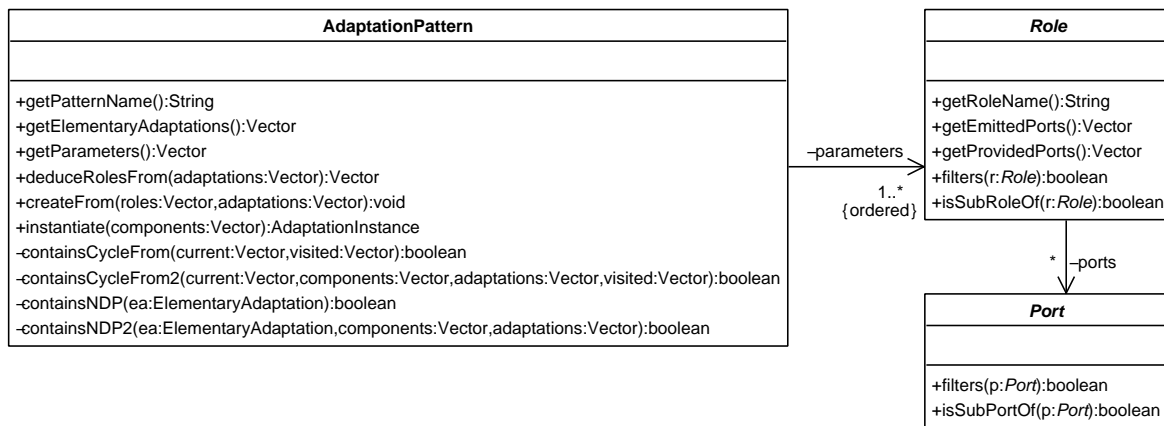 AdaptationPattern
+getPatternName():String
+getElementaryAdaptations():Vector
+getParameters():Vector
+deduceRolesFrom(adaptations:Vector):Vector
+createFrom(roles:Vector,adaptations:Vector):void
+instantiate(components:Vector):AdaptationInstance
–containsCycleFrom(current:Vector,visited:Vector):boolean
–containsCycleFrom2(current:Vector,components:Vector,adaptations:Vector,visited:Vector):boolean
–containsNDP(ea:ElementaryAdaptation):boolean
–containsNDP2(ea:ElementaryAdaptation,components:Vector,adaptations:Vector):boolean
–parameters
1..*
{ordered}
Role
+getRoleName():String
+getEmittedPorts():Vector
+getProvidedPorts():Vector
+filters(r:Role):boolean
+isSubRoleOf(r:Role):boolean
* –ports
Port
+filters(p:Port):boolean
+isSubPortOf(p:Port):boolean